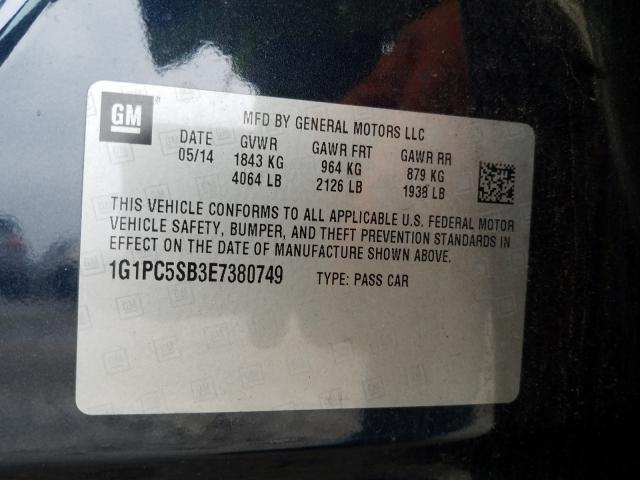 GM
MFD BY GENERAL MOTORS LLC
DATE GVWR GAWR FRT GAWR RR
05/14 1843 KG 964 KG 879 KG
4064 LB 2126 LB 1938 LB
THIS VEHICLE CONFORMS TO ALL APPLICABLE U.S. FEDERAL MOTOR
VEHICLE SAFETY, BUMPER, AND THEFT PREVENTION STANDARDS IN
EFFECT ON THE DATE OF MANUFACTURE SHOWN ABOVE.
1G1PC5SB3E7380749 TYPE: PASS CAR